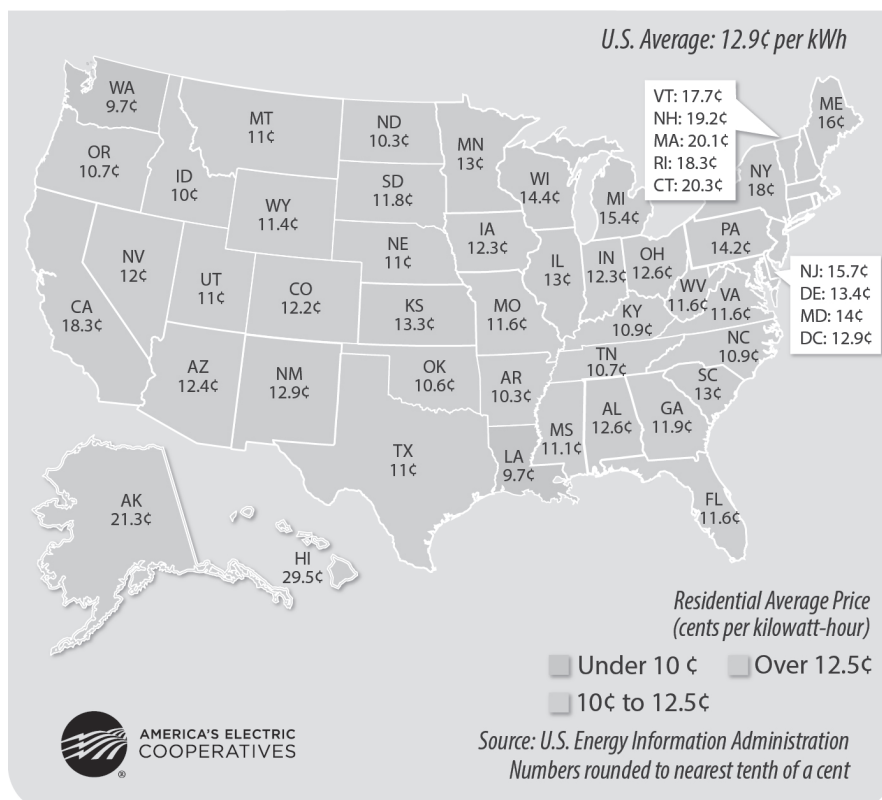 U.S. Average: 12.9¢ per kWh
WA
9.7¢
MT
11¢
ND
10.3¢
MN
13¢
VT: 17.7¢
NH: 19.2¢
MA: 20.1¢
RI: 18.3¢
CT: 20.3¢
ME
16¢
OR
10.7¢
ID
10¢
WY
11.4¢
SD
11.8¢
WI
14.4¢
MI
15.4¢
NY
18¢
NV
12¢
UT
11¢
CO
12.2¢
NE
11¢
IA
12.3¢
IL
13¢
IN
12.3¢
OH
12.6¢
PA
14.2¢
NJ: 15.7¢
DE: 13.4¢
MD: 14¢
DC: 12.9¢
CA
18.3¢
KS
13.3¢
MO
11.6¢
KY
10.9¢
WV
11.6¢
VA
11.6¢
AZ
12.4¢
NM
12.9¢
OK
10.6¢
AR
10.3¢
TN
10.7¢
NC
10.9¢
SC
13¢
TX
11¢
LA
9.7¢
MS
11.1¢
AL
12.6¢
GA
11.9¢
FL
11.6¢
AK
21.3¢
HI
29.5¢
Residential Average Price
(cents per kilowatt-hour)
Under 10 ¢
Over 12.5¢
10¢ to 12.5¢
AMERICA'S ELECTRIC
COOPERATIVES
®
Source: U.S. Energy Information Administration
Numbers rounded to nearest tenth of a cent